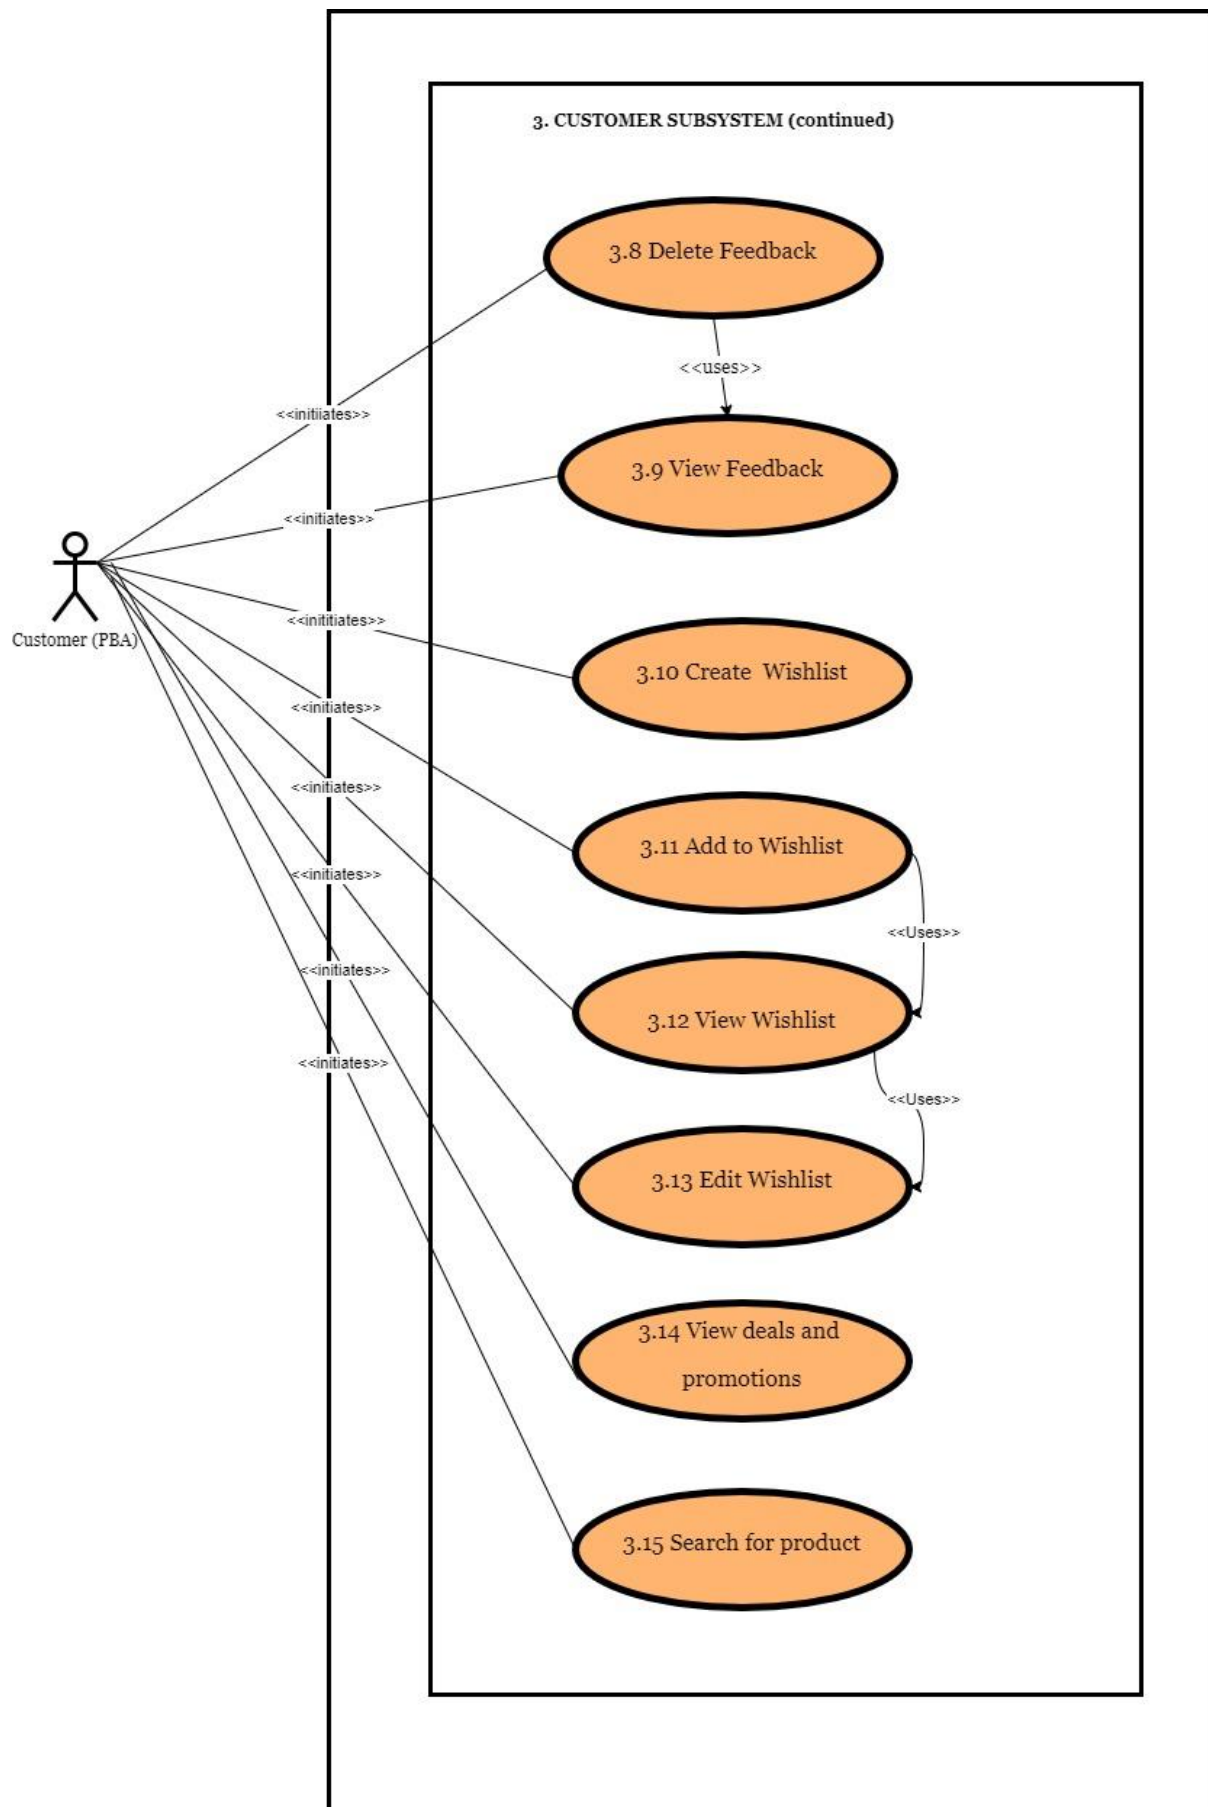 3. CUSTOMER SUBSYSTEM (continued)
3.8 Delete Feedback
<<uses>>
<<initiiates>>
3.9 View Feedback
<<initiates>>
Customer (PBA)
<<inititiates>>
3.10 Create  Wishlist
<<initiates>>
<<initiates>>
3.11 Add to Wishlist
<<initiates>>
<<Uses>>
<<initiates>>
3.12 View Wishlist
<<initiates>>
<<Uses>>
3.13 Edit Wishlist
3.14 View deals and
promotions
3.15 Search for product